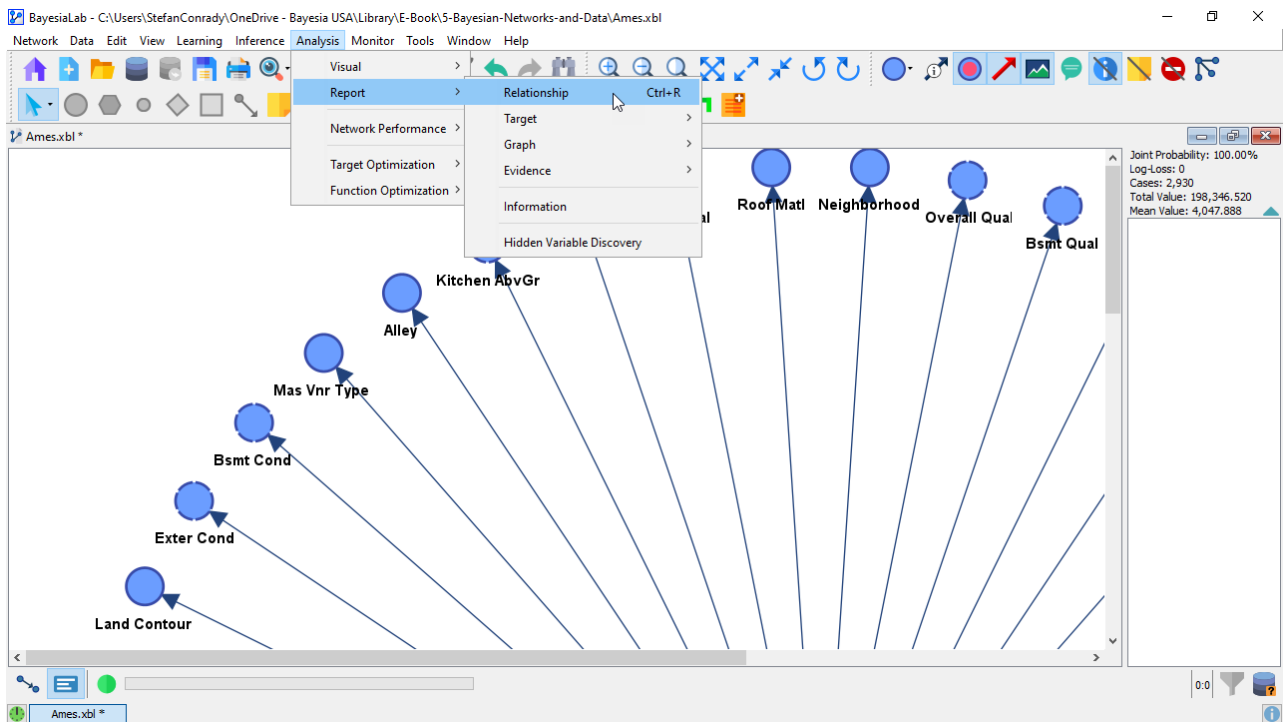 BayesiaLab - C:\Users\StefanConrady\OneDrive - Bayesia USA\Library\E-Book\5-Bayesian-Networks-and-Data\Ames.xbl
Network Data Edit View Learning Inference Analysis Monitor Tools Window Help
Visual
Report
Network Performance
Target Optimization
Function Optimization
Relationship Ctrl+R
Target
Graph
Evidence
Information
Hidden Variable Discovery
Ames.xbl *
Joint Probability: 100.00%
Log-Loss: 0
Cases: 2,930
Total Value: 198,346.520
Mean Value: 4,047.888
al
Roof Matl
Neighborhood
Overall Qual
Bsmt Qual
Kitchen AbvGr
Alley
Mas Vnr Type
Bsmt Cond
Exter Cond
Land Contour
0:0
Ames.xbl *